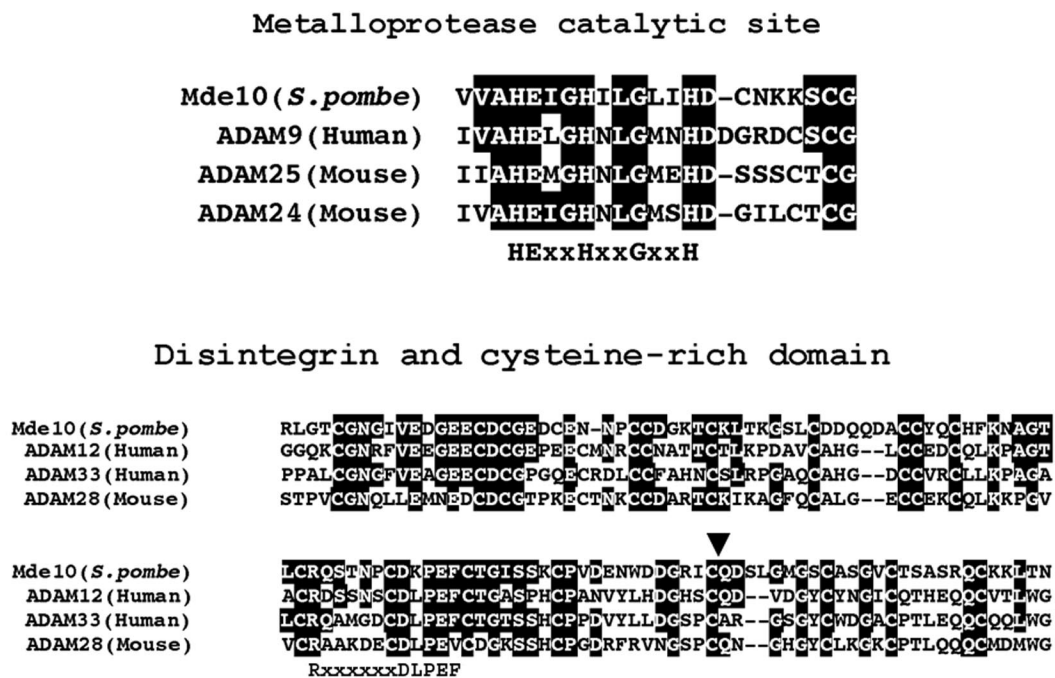 Metalloprotease catalytic site
Mde10(S.pombe) VVAHEIGHILGLIHD-CNKKSCG
ADAM9(Human) IVAHELGHNLGMNHDDGRDCSCG
ADAM25(Mouse) IIAHEMGHNLGMEHD-SSSCTCG
ADAM24(Mouse) IVAHEIGHNLGMSHD-GILCTCG
HExxHxxGxxH
Disintegrin and cysteine-rich domain
Mde10(S.pombe) RLGTCGNGIVEDGEECDCGEDCEN-NPCCDGKTCKLTKGSLCDDQQDACCYQCHFKNAGT
ADAM12(Human) GGQKCGNRFVEEGEECDCGEPEECMNRCCNATTCTLKPDAVCAHG--LCCEDCQLKPAGT
ADAM33(Human) PPALCGNGFVEAGEECDCGPGQECRDLCCFAHNCSLRPGAQCAHG--DCCVRCLLKPAGA
ADAM28(Mouse) STPVCGNQLLEMNEDCDCGTPKECTNKCCDARTCKIKAGFQCALG--ECCEKCQLKKPGV
Mde10(S.pombe) LCRQSTNPCDKPEFCTGISSKCPVDENWDDGRICQDSLGMGSCASGVCTSASRQCKKLTN
ADAM12(Human) ACRDSSNSCDLPEFCTGASPHCPANVYLHDGHSCQD--VDGYCYNGICQTHEQQCVTLWG
ADAM33(Human) LCRQAMGDCDLPEFCTGTSSHCPPDVYLLDGSPCAR--GSGYCWDGACPTLEQQCQQLWG
ADAM28(Mouse) VCRAAKDECDLPEVCDGKSSHCPGDRFRVNGSPCQN--GHGYCLKGKCPTLQQQCMDMWG
RxxxxxxDLPEF